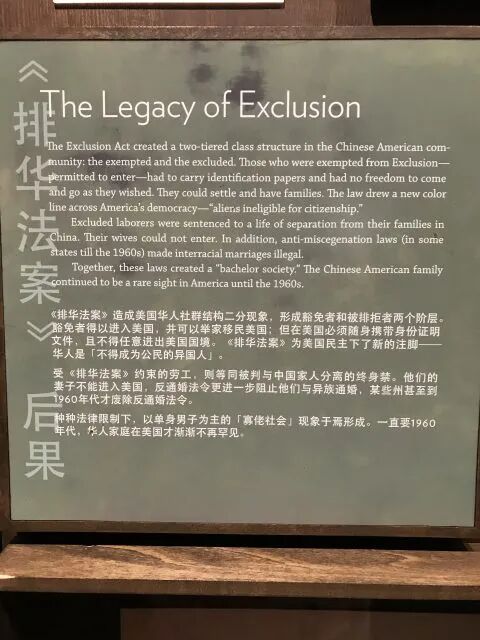 《排华法案》后果
The Legacy of Exclusion
The Exclusion Act created a two-tiered class structure in the Chinese American com-
munity: the exempted and the excluded. Those who were exempted from Exclusion—
permitted to enter—had to carry identification papers and had no freedom to come
and go as they wished. They could settle and have families. The law drew a new color
line across America's democracy—“aliens ineligible for citizenship.”
Excluded laborers were sentenced to a life of separation from their families in
China. Their wives could not enter. In addition, anti-miscegenation laws (in some
states till the 1960s) made interracial marriages illegal.
Together, these laws created a “bachelor society.” The Chinese American family
continued to be a rare sight in America until the 1960s.
《排华法案》造成美国华人社群结构二分现象，形成豁免者和被排拒者两个阶层。
豁免者得以进入美国，并可以举家移民美国；但在美国必须随身携带身份证明
文件，且不得任意进出美国国境。《排华法案》为美国民主下了新的注脚——
华人是「不得成为公民的异国人」。
受《排华法案》约束的劳工，则等同被判与中国家人分离的终身禁。他们的
妻子不能进入美国，反通婚法令更进一步阻止他们与异族通婚，某些州甚至到
1960年代才废除反通婚法令。
种种法律限制下，以单身男子为主的「寡佬社会」现象于焉形成。一直要1960
年代，华人家庭在美国才渐渐不再罕见。